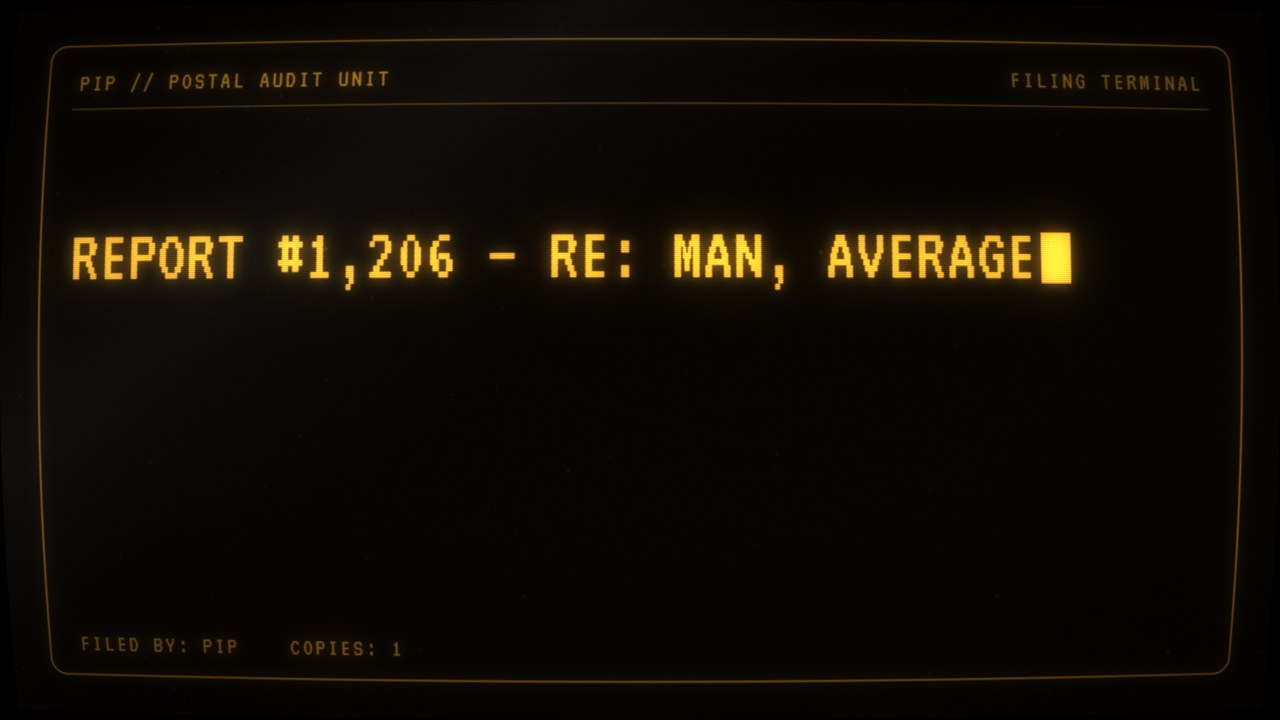 PIP // POSTAL AUDIT UNIT
FILING TERMINAL
REPORT #1,206 – RE: MAN, AVERAGE
FILED BY: PIP
COPIES: 1